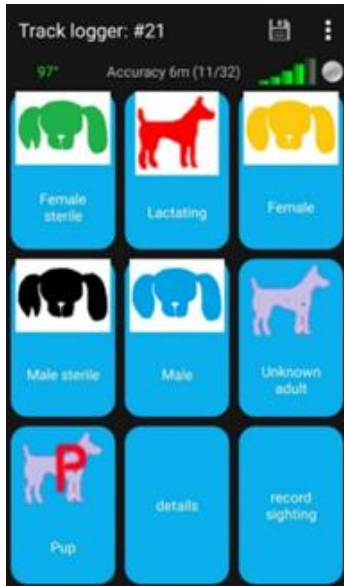 Track logger: #21
97°
Accuracy 6m (11/32)
Female
sterile
Lactating
Female
Male sterile
Male
Unknown
adult
P
Pup
details
record
sighting